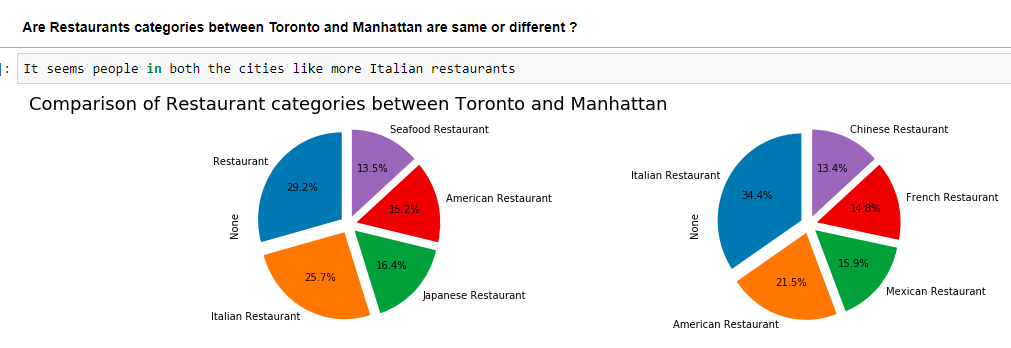 Are Restaurants categories between Toronto and Manhattan are same or different ?
]: It seems people in both the cities like more Italian restaurants
Comparison of Restaurant categories between Toronto and Manhattan
Seafood Restaurant
Restaurant
13.5%
29.2%
American Restaurant
15.2%
None
16.4%
25.7%
Japanese Restaurant
Italian Restaurant
Chinese Restaurant
13.4%
Italian Restaurant
34.4%
French Restaurant
14.8%
None
15.9%
21.5%
Mexican Restaurant
American Restaurant